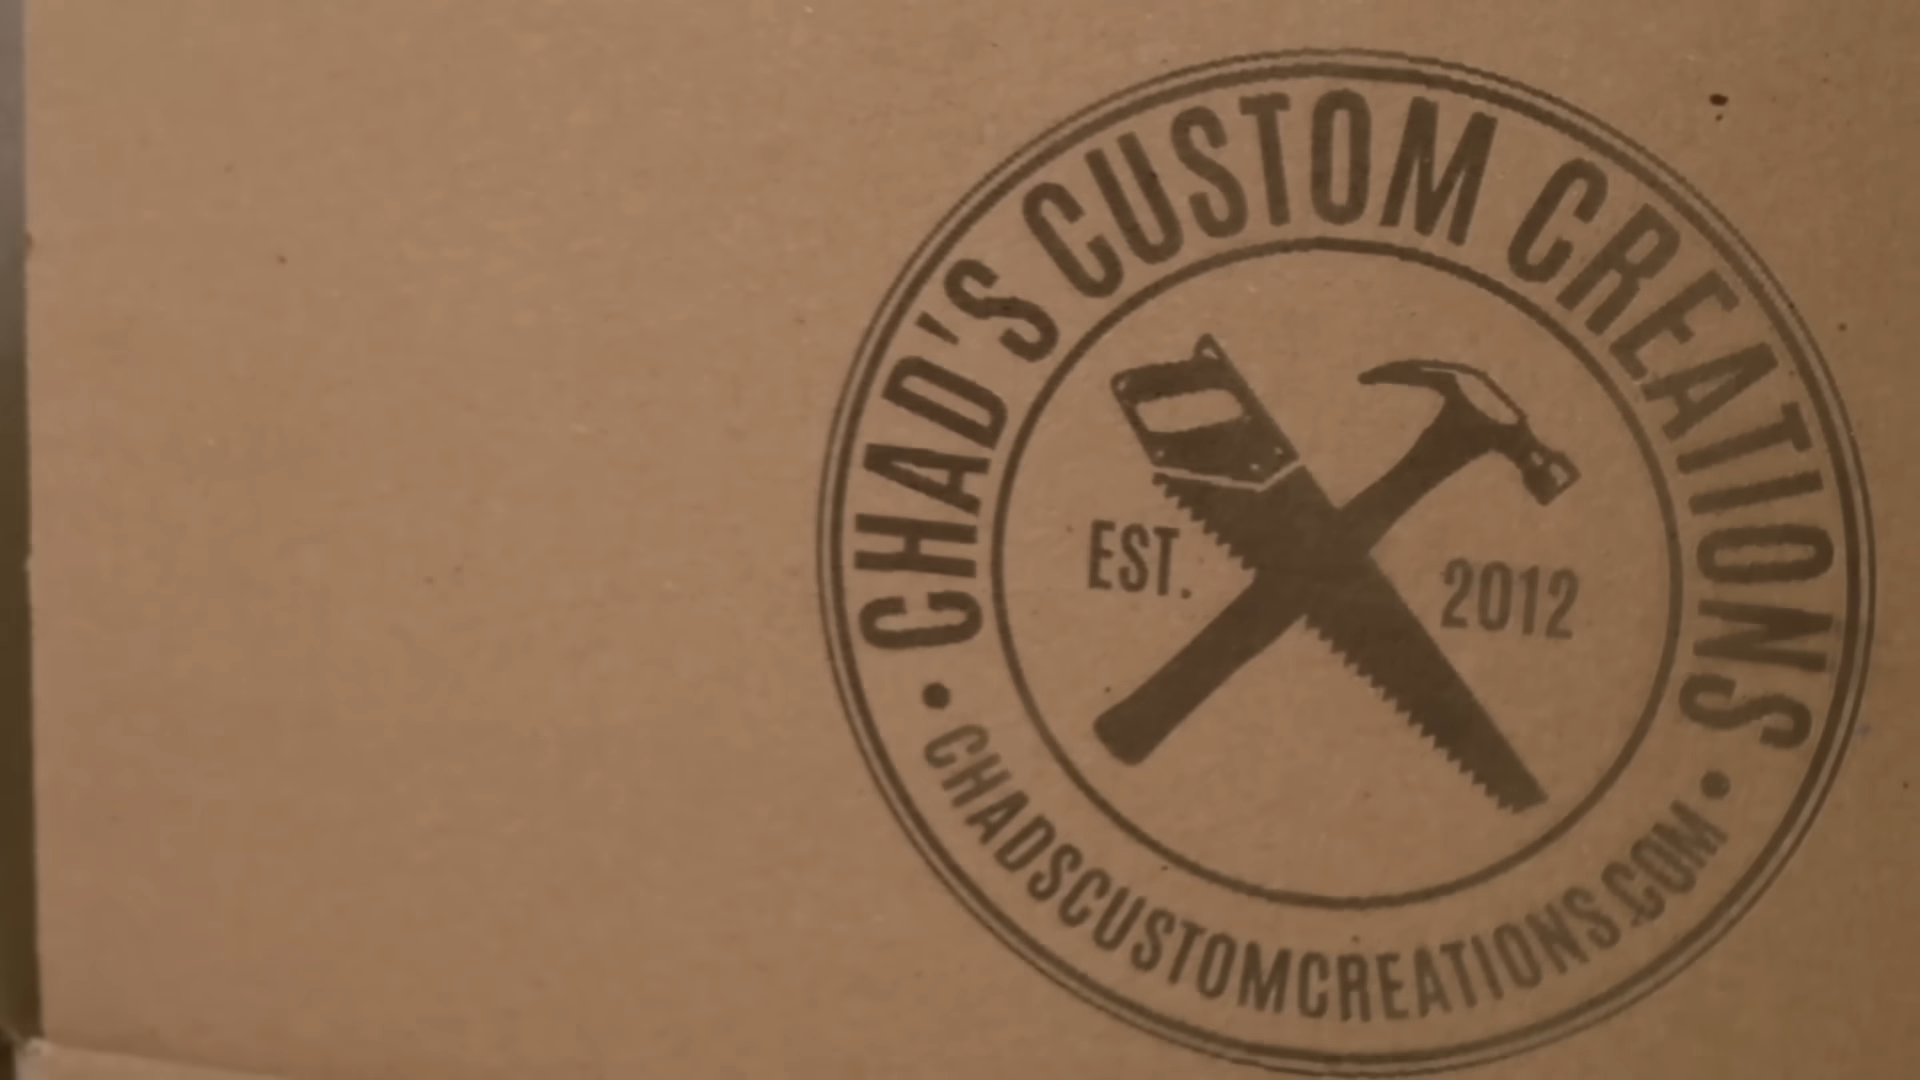 CHAD'S CUSTOM CREATIONS
EST. 2012
• CHADSCUSTOMCREATIONS.COM •